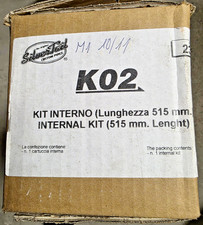 M1 10/11
K02
KIT INTERNO (Lunghezza 515 mm.
INTERNAL KIT (515 mm. Lenght)
La confezione contiene
- n. 1 cartuccia interna
The packing contents
- n. 1 internal kit